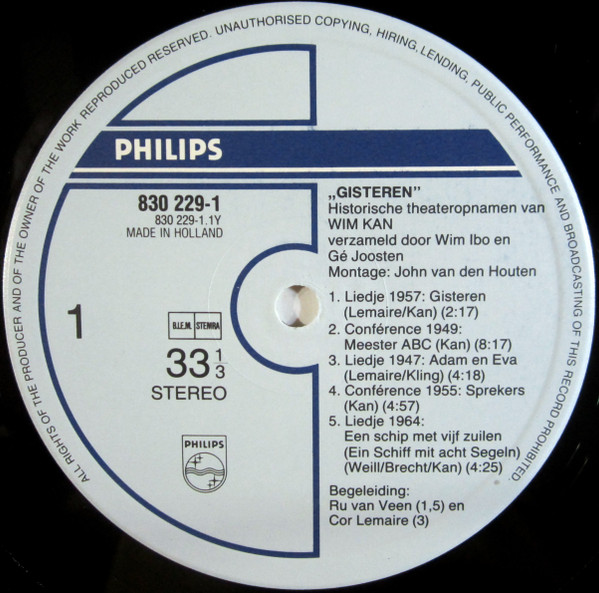 ALL RIGHTS OF THE PRODUCER AND OF THE OWNER OF THE WORK REPRODUCED RESERVED. UNAUTHORISED COPYING, HIRING, LENDING, PUBLIC PERFORMANCE AND BROADCASTING OF THIS RECORD PROHIBITED.
PHILIPS
830 229-1
830 229-1.1Y
MADE IN HOLLAND
1
B.I.E.M. STEMRA
33 1/3
STEREO
PHILIPS
„GISTEREN”
Historische theateropnamen van
WIM KAN
verzameld door Wim Ibo en
Gé Joosten
Montage: John van den Houten
1. Liedje 1957: Gisteren
(Lemaire/Kan) (2:17)
2. Conférence 1949:
Meester ABC (Kan) (8:17)
3. Liedje 1947: Adam en Eva
(Lemaire/Kling) (4:18)
4. Conférence 1955: Sprekers
(Kan) (4:57)
5. Liedje 1964:
Een schip met vijf zuilen
(Ein Schiff mit acht Segeln)
(Weill/Brecht/Kan) (4:25)
Begeleiding:
Ru van Veen (1,5) en
Cor Lemaire (3)